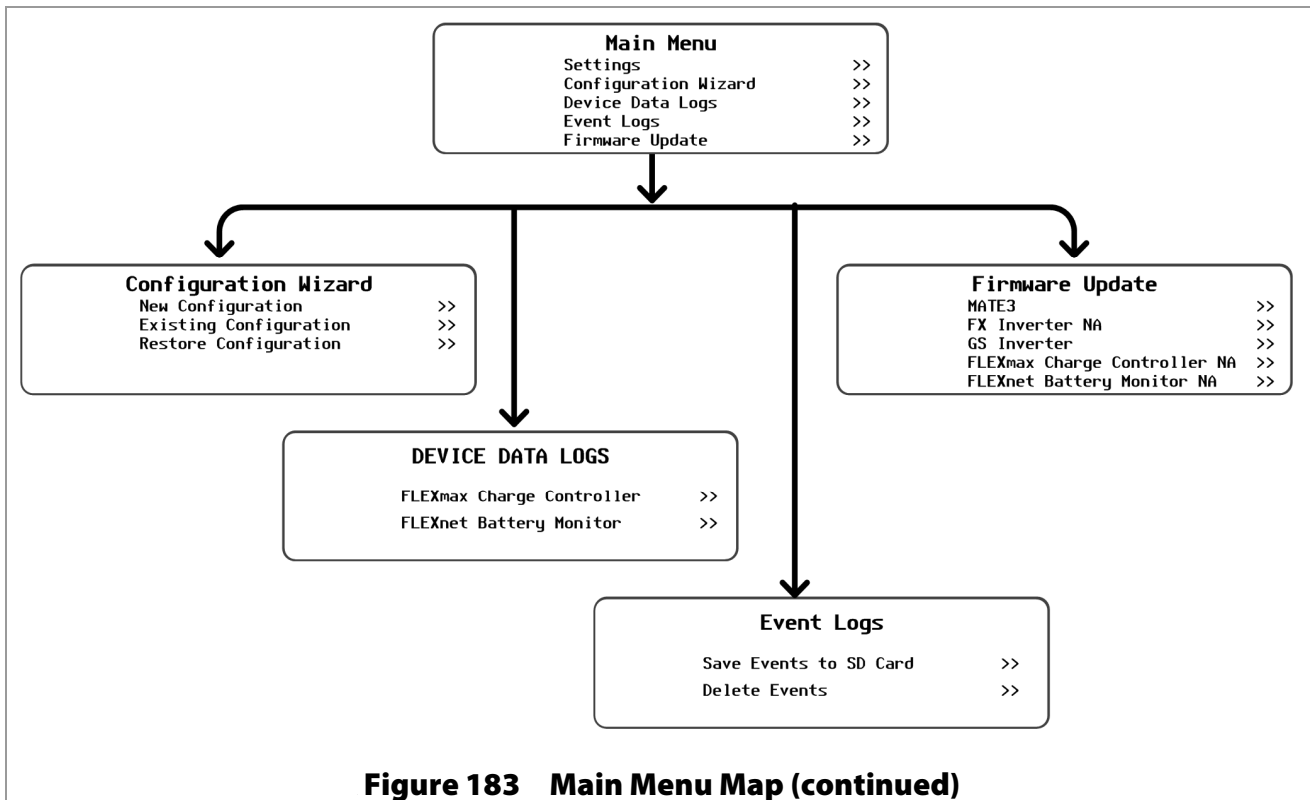 Main Menu
Settings >>
Configuration Wizard >>
Device Data Logs >>
Event Logs >>
Firmware Update >>
Configuration Wizard
New Configuration >>
Existing Configuration >>
Restore Configuration >>
Firmware Update
MATE3 >>
FX Inverter NA >>
GS Inverter >>
FLEXmax Charge Controller NA >>
FLEXnet Battery Monitor NA >>
DEVICE DATA LOGS
FLEXmax Charge Controller >>
FLEXnet Battery Monitor >>
Event Logs
Save Events to SD Card >>
Delete Events >>
Figure 183 Main Menu Map (continued)